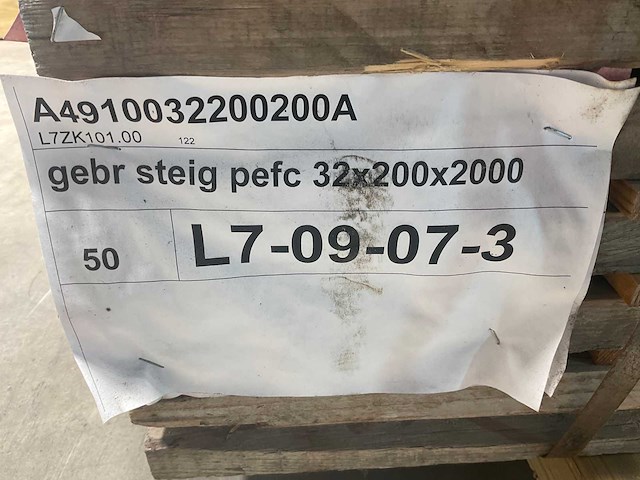 A4910032200200A
L7ZK101.00 122
gebr steig pefc 32x200x2000
50 L7-09-07-3